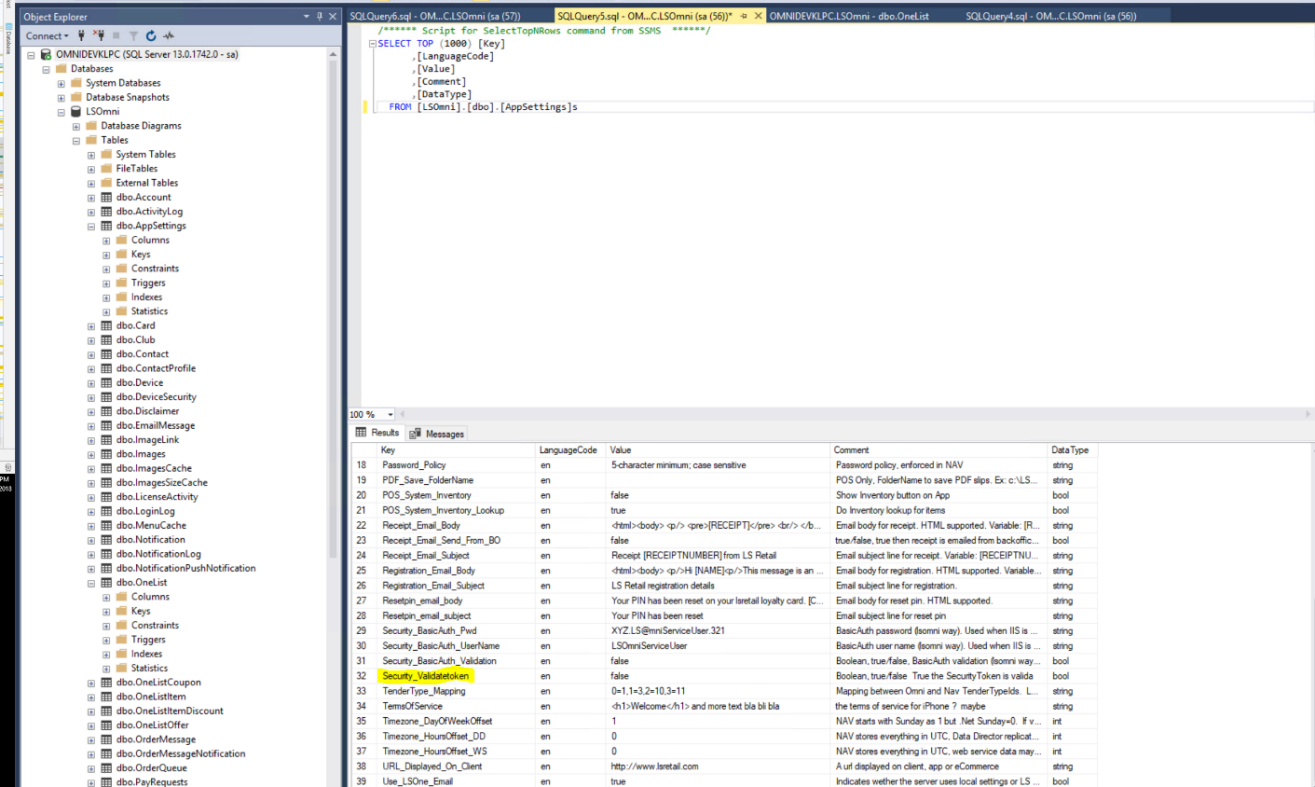 Object Explorer
Connect
OMNIDEVKLPC (SQL Server 13.0.1742.0 - sa)
Databases
System Databases
Database Snapshots
LSOmni
Database Diagrams
Tables
System Tables
FileTables
External Tables
dbo.Account
dbo.ActivityLog
dbo.AppSettings
Columns
Keys
Constraints
Triggers
Indexes
Statistics
dbo.Card
dbo.Club
dbo.Contact
dbo.ContactProfile
dbo.Device
dbo.DeviceSecurity
dbo.Disclaimer
dbo.EmailMessage
dbo.ImageLink
dbo.Images
dbo.ImagesCache
dbo.ImagesSizeCache
dbo.LicenseActivity
dbo.LoginLog
dbo.MenuCache
dbo.Notification
dbo.NotificationLog
dbo.NotificationPushNotification
dbo.OneList
Columns
Keys
Constraints
Triggers
Indexes
Statistics
dbo.OneListCoupon
dbo.OneListItem
dbo.OneListItemDiscount
dbo.OneListOffer
dbo.OrderMessage
dbo.OrderMessageNotification
dbo.OrderQueue
dbo.PayRequests
SQLQuery6.sql - OM...C.LSOmni (sa (57)) SQLQuery5.sql - OM...C.LSOmni (sa (56))* OMNIDEVKLPC.LSOmni - dbo.OneList SQLQuery4.sql - OM...C.LSOmni (sa (56))
/****** Script for SelectTopNRows command from SSMS ******/
SELECT TOP (1000) [Key]
,[LanguageCode]
,[Value]
,[Comment]
,[DataType]
FROM [LSOmni].[dbo].[AppSettings]s
100 %
Results Messages
Key LanguageCode Value Comment DataType
18 Password_Policy en 5-character minimum; case sensitive Password policy, enforced in NAV string
19 PDF_Save_FolderName en POS Only. FolderName to save PDF slips. Ex: c:\LS... string
20 POS_System_Inventory en false Show Inventory button on App bool
21 POS_System_Inventory_Lookup en true Do Inventory lookup for items bool
22 Receipt_Email_Body en <html><body> <p/> <pre>[RECEIPT]</pre> <br/> </b... Email body for receipt. HTML supported. Variable: [R... string
23 Receipt_Email_Send_From_BO en false true/false, true then receipt is emailed from backoffic... bool
24 Receipt_Email_Subject en Receipt [RECEIPTNUMBER] from LS Retail Email subject line for receipt. Variable: [RECEIPTNU... string
25 Registration_Email_Body en <html><body> <p/>Hi [NAME]<p/>This message is an ... Email body for registration. HTML supported. Variable... string
26 Registration_Email_Subject en LS Retail registration details Email subject line for registration. string
27 Resetpin_email_body en Your PIN has been reset on your lsretail loyalty card. [C... Email body for reset pin. HTML supported. string
28 Resetpin_email_subject en Your PIN has been reset Email subject line for reset pin string
29 Security_BasicAuth_Pwd en XYZ.LS@mniServiceUser.321 BasicAuth password (lsomni way). Used when IIS is ... string
30 Security_BasicAuth_UserName en LSOmniServiceUser BasicAuth user name (lsomni way). Used when IIS is ... string
31 Security_BasicAuth_Validation en false Boolean, true/false, BasicAuth validation (lsomni way... bool
32 Security_Validatetoken en false Boolean, true/false True the SecurityToken is valida bool
33 TenderType_Mapping en 0=1,1=3,2=10,3=11 Mapping between Omni and Nav TenderTypeIds. L... string
34 TermsOfService en <h1>Welcome</h1> and more text bla bli bla the terms of service for iPhone ? maybe string
35 Timezone_DayOfWeekOffset en 1 NAV starts with Sunday as 1 but .Net Sunday=0. If v... int
36 Timezone_HoursOffset_DD en 0 NAV stores everything in UTC, Data Director replicat... int
37 Timezone_HoursOffset_WS en 0 NAV stores everything in UTC, web service data may... int
38 URL_Displayed_On_Client en http://www.lsretail.com A url displayed on client, app or eCommerce string
39 Use_LSOne_Email en true Indicates wether the server uses local settings or LS ... bool